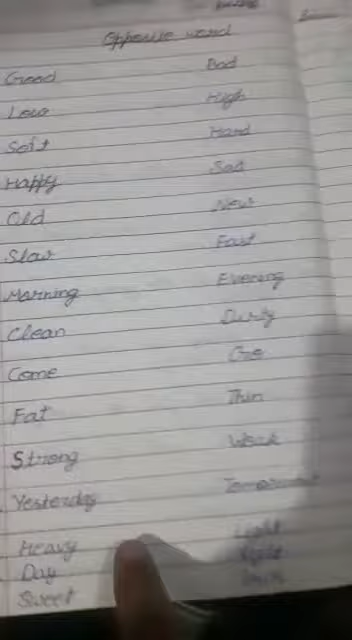 Opposite word
Good Bad
Low High
Soft Hard
Happy Sad
Old New
Slow Fast
Morning Evening
Clean Dirty
Come Go
Fat Thin
Strong Weak
Yesterday Tomorrow
Heavy Light
Day Night
Sweet